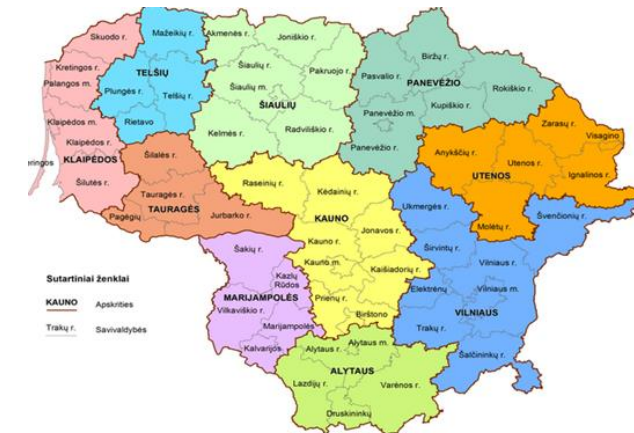 Skuodo r.
Mažeikių r.
Akmenės r.
Joniškio r.
Kretingos r.
Palangos m.
TELŠIŲ
Plungės r.
Telšių r.
Rietavo
Šiaulių r.
Pakruojo r.
Šiaulių m.
ŠIAULIŲ
Kelmės r.
Radviliškio r.
Biržų r.
Pasvalio r.
PANEVĖŽIO
Rokiškio r.
Kupiškio r.
Panevėžio m.
Panevėžio r.
Klaipėdos m.
Klaipėdos r.
eringos
KLAIPĖDOS
Šilutės r.
Šilalės r.
Tauragės r.
TAURAGĖS
Pagėgių
Jurbarko r.
Zarasų r.
Visagino
Anykščių r.
Utenos r.
UTENOS
Ignalinos r.
Molėtų r.
Raseinių r.
Kėdainių r.
KAUNO
Jonavos r.
Kauno r.
Kauno m.
Kaišiadorių r.
Prienų r.
Birštono
Ukmergės r.
Švenčionių r.
Širvintų r.
Vilniaus r.
Elektrėnų
Vilniaus m.
VILNIAUS
Trakų r.
Šalčininkų r.
Šakių r.
Kazlų
Rūdos
MARIJAMPOLĖS
Vilkaviškio r.
Marijampolės
Kalvarijos
Alytaus r.
Alytaus m.
ALYTAUS
Lazdijų r.
Varėnos r.
Druskininkų
Sutartiniai ženklai
KAUNO Apskrities
Trakų r. Savivaldybės